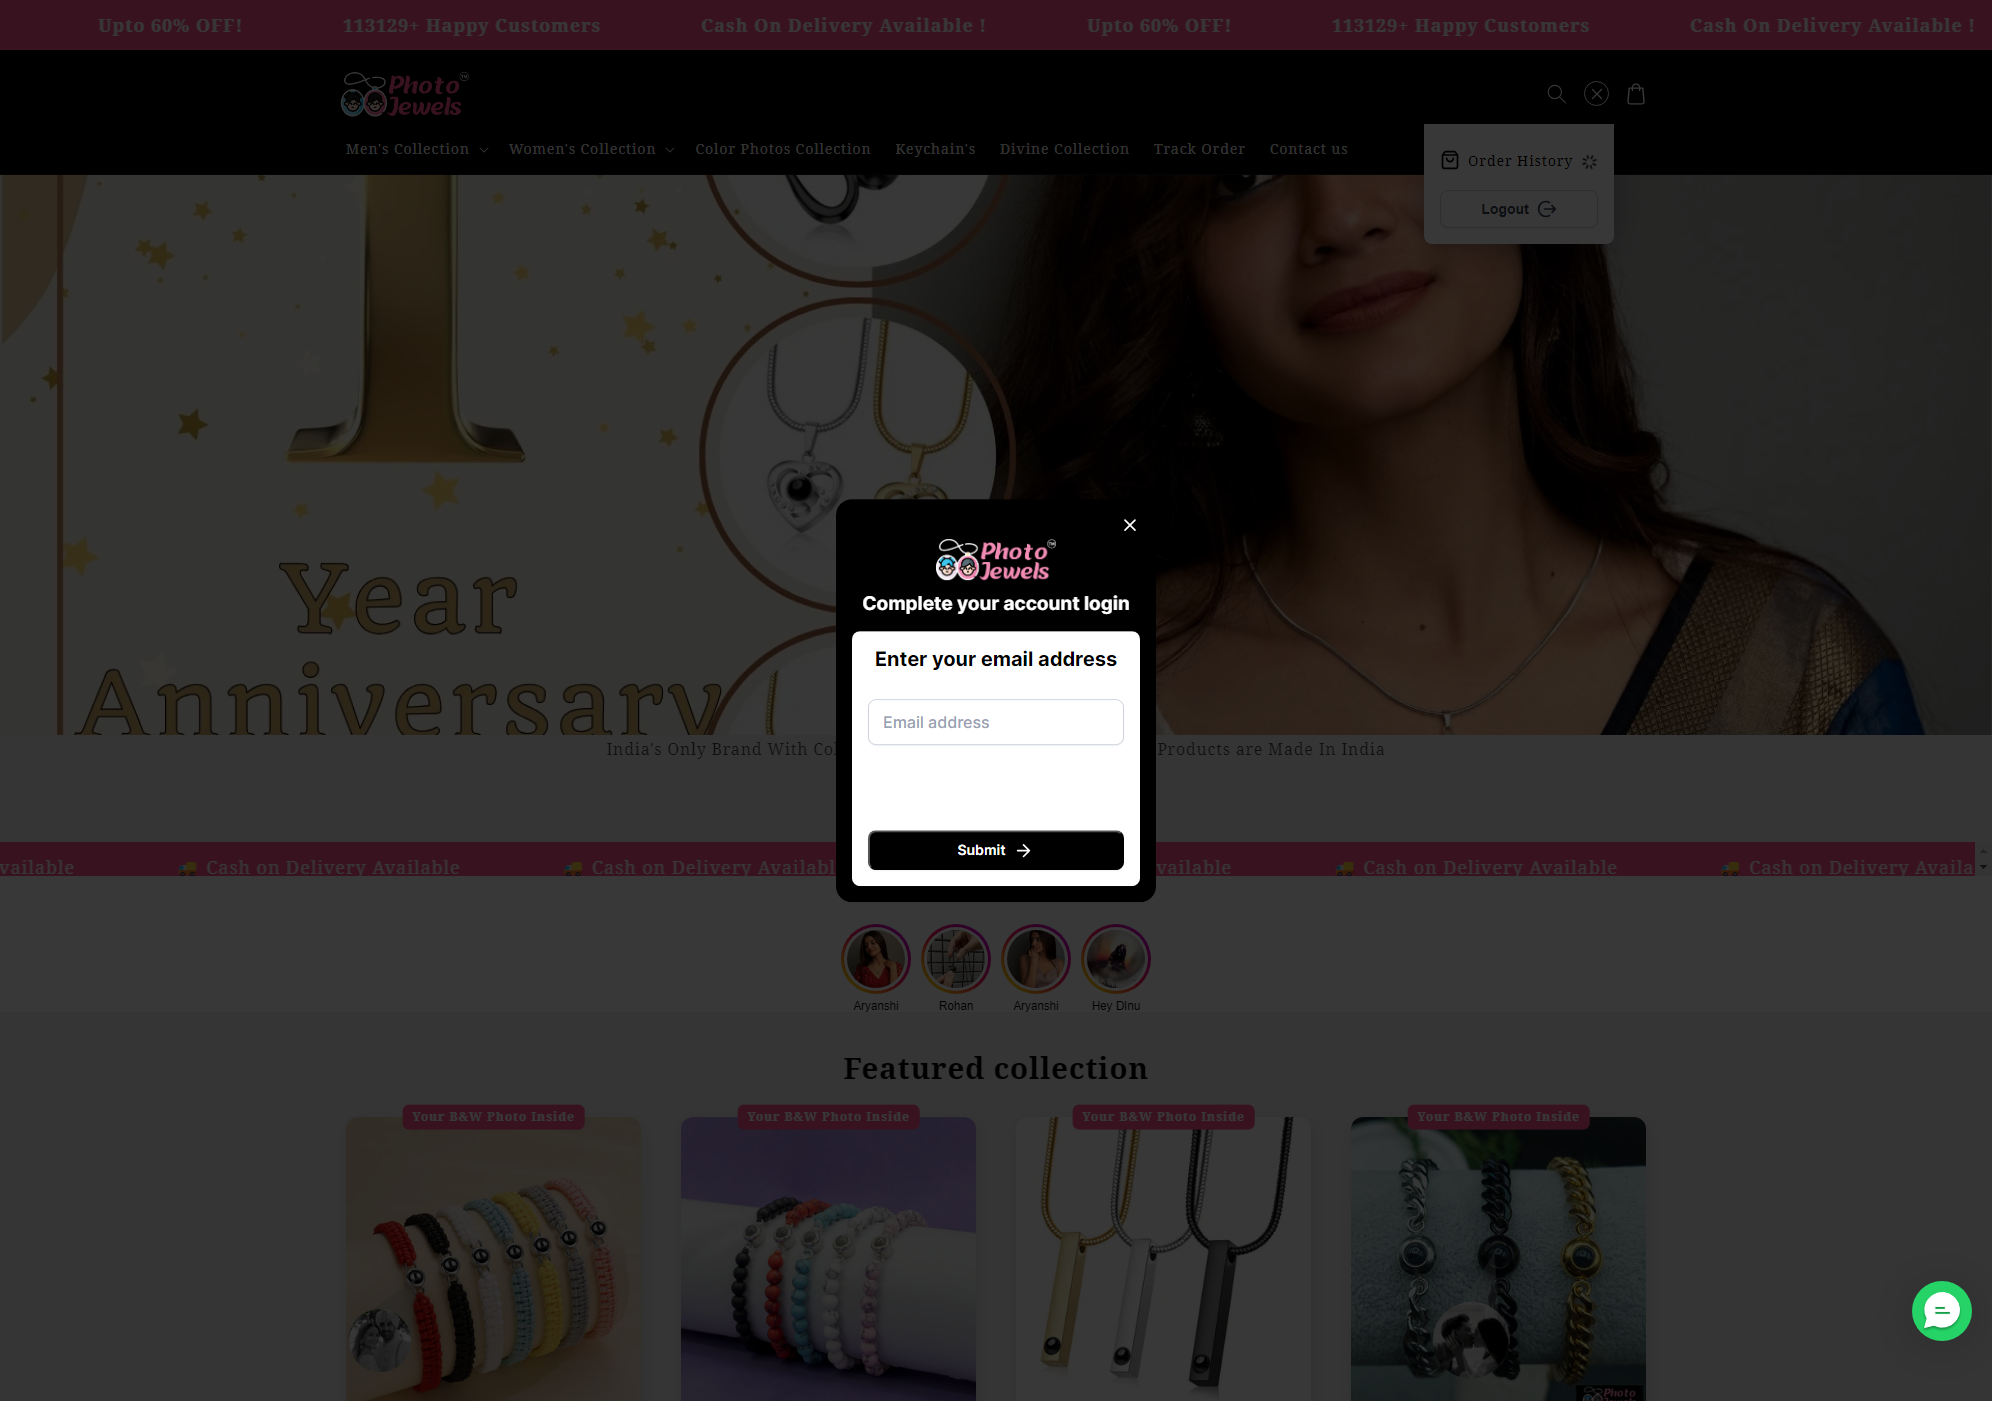 Upto 60% OFF! 113129+ Happy Customers Cash On Delivery Available ! Upto 60% OFF! 113129+ Happy Customers Cash On Delivery Available !
Photo Jewels TM
Men's Collection Women's Collection Color Photos Collection Keychain's Divine Collection Track Order Contact us
Order History
Logout
1
Year
Anniversary
Photo Jewels TM
Complete your account login
Enter your email address
Email address
Submit
India's Only Brand With Co
Products are Made In India
vailable Cash on Delivery Available Cash on Delivery Availabl
vailable Cash on Delivery Available Cash on Delivery Availa
Aryanshi Rohan Aryanshi Hey Dinu
Featured collection
Your B&W Photo Inside Your B&W Photo Inside Your B&W Photo Inside Your B&W Photo Inside
Photo
Jewels